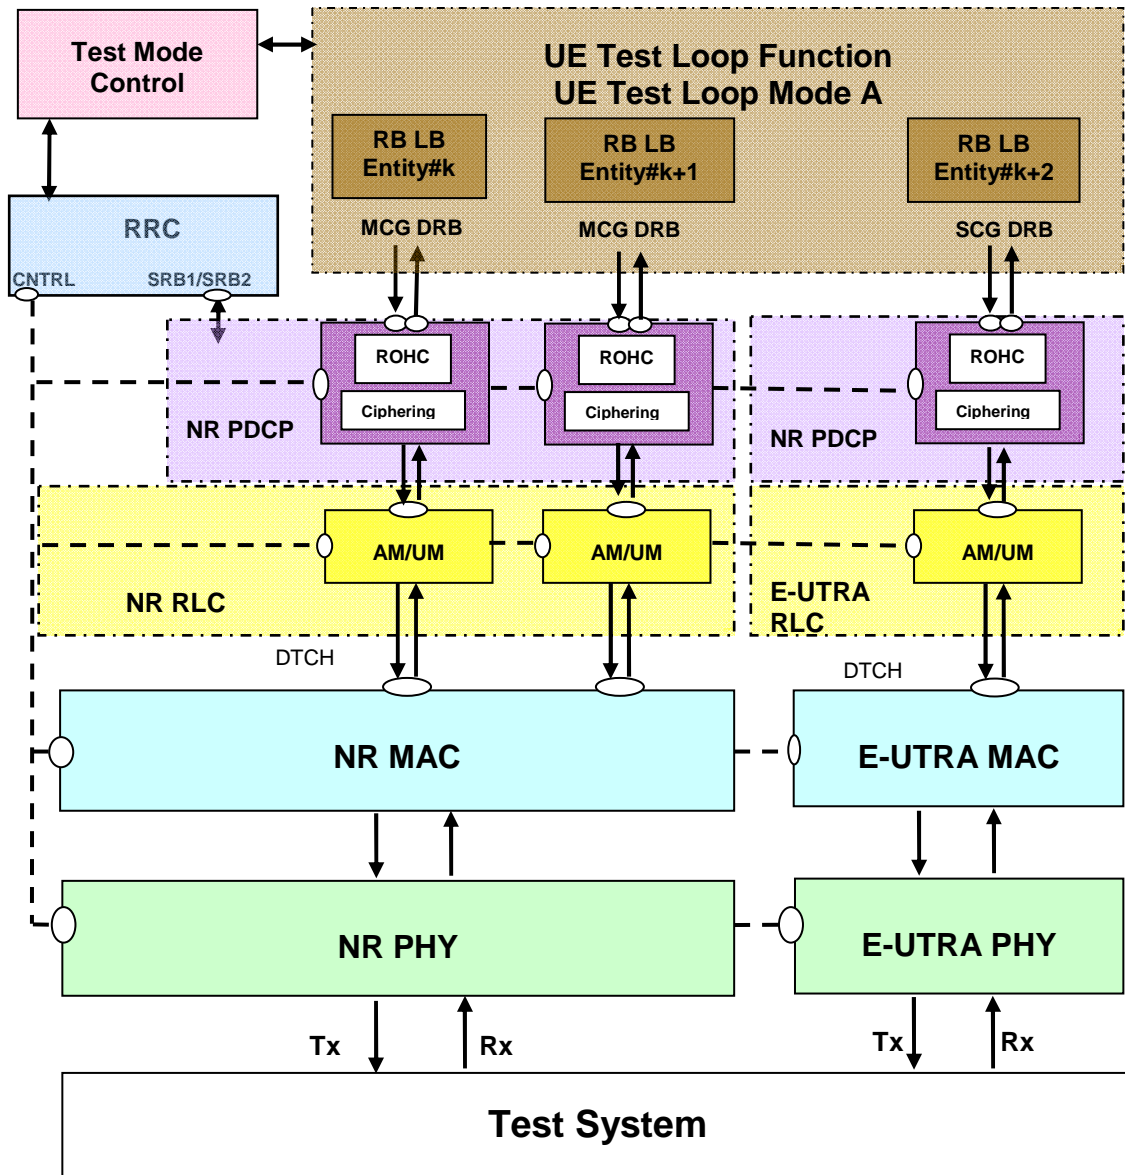 Test Mode
Control
UE Test Loop Function
UE Test Loop Mode A
RB LB
Entity#k
RB LB
Entity#k+1
RB LB
Entity#k+2
MCG DRB
MCG DRB
SCG DRB
RRC
CNTRL
SRB1/SRB2
ROHC
ROHC
ROHC
Ciphering
Ciphering
Ciphering
NR PDCP
NR PDCP
AM/UM
AM/UM
AM/UM
NR RLC
E-UTRA
RLC
DTCH
DTCH
NR MAC
E-UTRA MAC
NR PHY
E-UTRA PHY
Tx
Rx
Tx
Rx
Test System